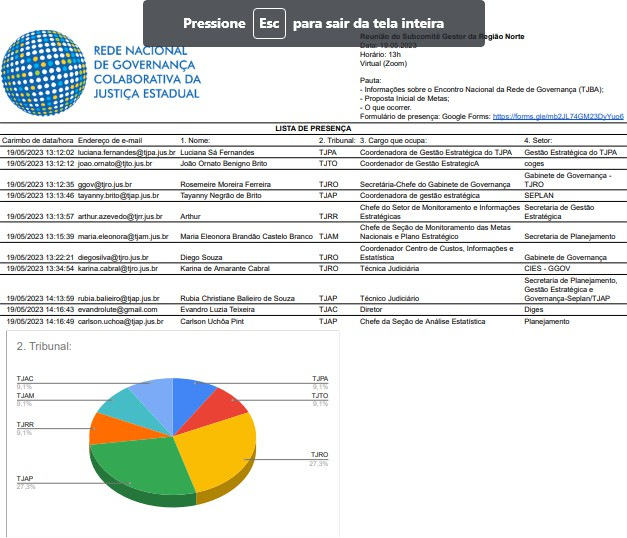 Pressione Esc para sair da tela inteira
Reunião do Subcomitê Gestor da Região Norte
Data: 19.05.2023
Horário: 13h
Virtual (Zoom)
REDE NACIONAL
DE GOVERNANÇA
COLABORATIVA DA
JUSTIÇA ESTADUAL
Pauta:
- Informações sobre o Encontro Nacional da Rede de Governança (TJBA);
- Proposta Inicial de Metas;
- O que ocorrer.
Formulário de presença: Google Forms: https://forms.gle/mb2JL74GM23DyYuo6
LISTA DE PRESENÇA
Carimbo de data/hora Endereço de e-mail 1. Nome: 2. Tribunal: 3. Cargo que ocupa: 4. Setor:
19/05/2023 13:12:02 luciana.fernandes@tjpa.jus.br Luciana Sá Fernandes TJPA Coordenadora de Gestão Estratégica do TJPA Gestão Estratégica do TJPA
19/05/2023 13:12:12 joao.ornato@tjto.jus.br João Ornato Benigno Brito TJTO Coordenador de Gestão EstrategicA coges
19/05/2023 13:12:35 ggov@tjro.jus.br Rosemeire Moreira Ferreira TJRO Secretária-Chefe do Gabinete de Governança Gabinete de Governança -
TJRO
19/05/2023 13:13:46 tayanny.brito@tjap.jus.br Tayanny Negrão de Brito TJAP Coordenadora de gestão estratégica SEPLAN
19/05/2023 13:13:57 arthur.azevedo@tjrr.jus.br Arthur TJRR Chefe do Setor de Monitoramento e Informações
Estratégicas Secretaria de Gestão
Estratégica
19/05/2023 13:15:39 maria.eleonora@tjam.jus.br Maria Eleonora Brandão Castelo Branco TJAM Chefe de Seção de Monitoramento das Metas
Nacionais e Plano Estratégico Secretaria de Planejamento
19/05/2023 13:22:21 diegosilva@tjro.jus.br Diego Souza TJRO Coordenador Centro de Custos, Informações e
Estatística Gabinete de Governança
19/05/2023 13:34:54 karina.cabral@tjro.jus.br Karina de Amarante Cabral TJRO Técnica Judiciária CIES - GGOV
19/05/2023 14:13:59 rubia.balieiro@tjap.jus.br Rubia Christiane Balieiro de Souza TJAP Técnico Judiciário Secretaria de Planejamento,
Gestão Estratégica e
Governança-Seplan/TJAP
19/05/2023 14:16:43 evandrolute@gmail.com Evandro Luzia Teixeira TJAC Diretor Diges
19/05/2023 14:16:49 carlson.uchoa@tjap.jus.br Carlson Uchôa Pint TJAP Chefe da Seção de Análise Estatística Planejamento
2. Tribunal:
TJAC
9,1%
TJAM
9,1%
TJRR
9,1%
TJAP
27,3%
TJPA
9,1%
TJTO
9,1%
TJRO
27,3%